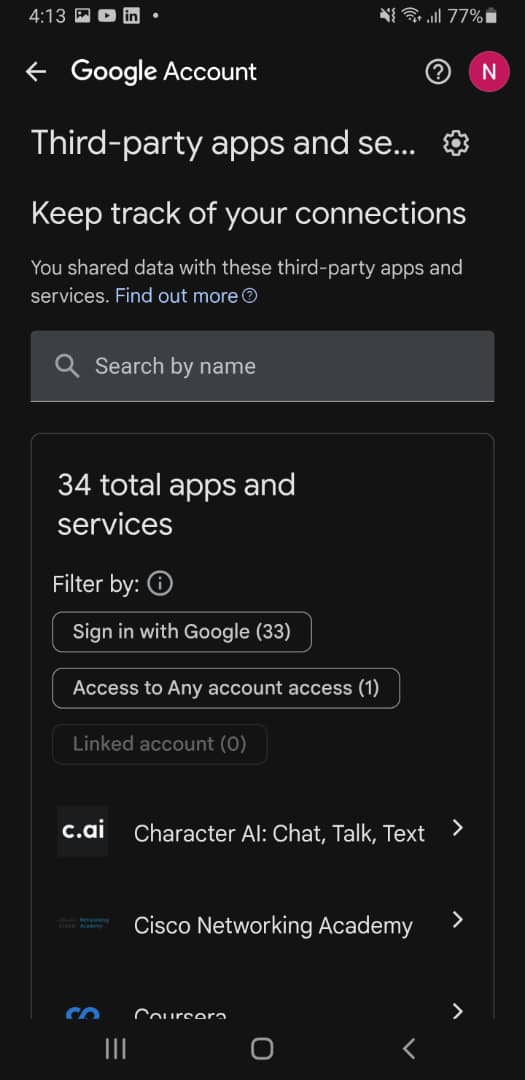 4:13
77%
Google Account
N
Third-party apps and se...
Keep track of your connections
You shared data with these third-party apps and
services. Find out more
Search by name
34 total apps and
services
Filter by:
Sign in with Google (33)
Access to Any account access (1)
Linked account (0)
c.ai
Character AI: Chat, Talk, Text
Networking
Academy
Cisco Networking Academy
Coursera